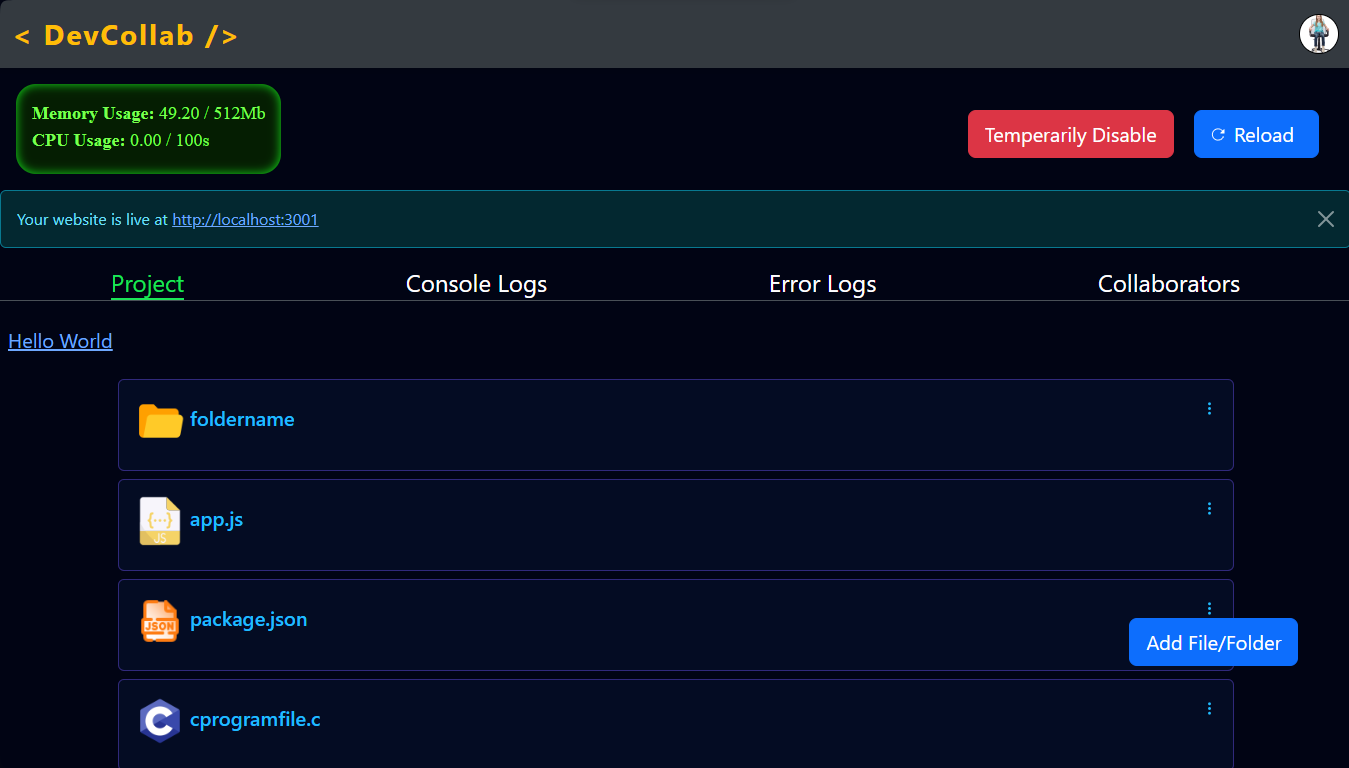 < DevCollab />
Memory Usage: 49.20 / 512Mb
CPU Usage: 0.00 / 100s
Temperarily Disable
Reload
Your website is live at http://localhost:3001
Project
Console Logs
Error Logs
Collaborators
Hello World
foldername
{...}
JS
app.js
JSON
package.json
Add File/Folder
C
cprogramfile.c